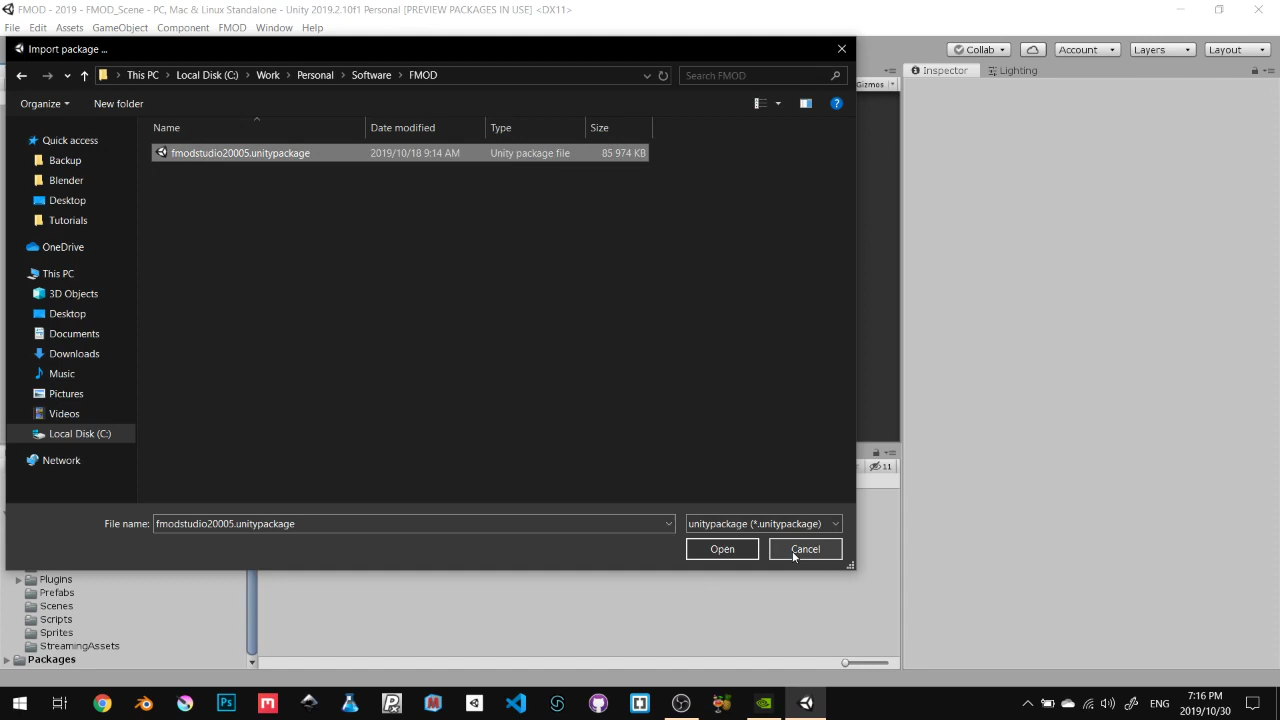 FMOD - 2019 - FMOD_Scene - PC, Mac & Linux Standalone - Unity 2019.2.10f1 Personal [PREVIEW PACKAGES IN USE] <DX11>
File Edit Assets GameObject Component FMOD Window Help
Import package ...
Collab Account Layers Layout
This PC Local Disk (C:) Work Personal Software FMOD
Search FMOD
Inspector Lighting
Gizmos
Organize New folder
Name Date modified Type Size
fmodstudio20005.unitypackage 2019/10/18 9:14 AM Unity package file 85 974 KB
Quick access
Backup
Blender
Desktop
Tutorials
OneDrive
This PC
3D Objects
Desktop
Documents
Downloads
Music
Pictures
Videos
Local Disk (C:)
Network
11
File name: fmodstudio20005.unitypackage unitypackage (*.unitypackage)
Open Cancel
Plugins
Prefabs
Scenes
Scripts
Sprites
StreamingAssets
Packages
ENG
7:16 PM
2019/10/30